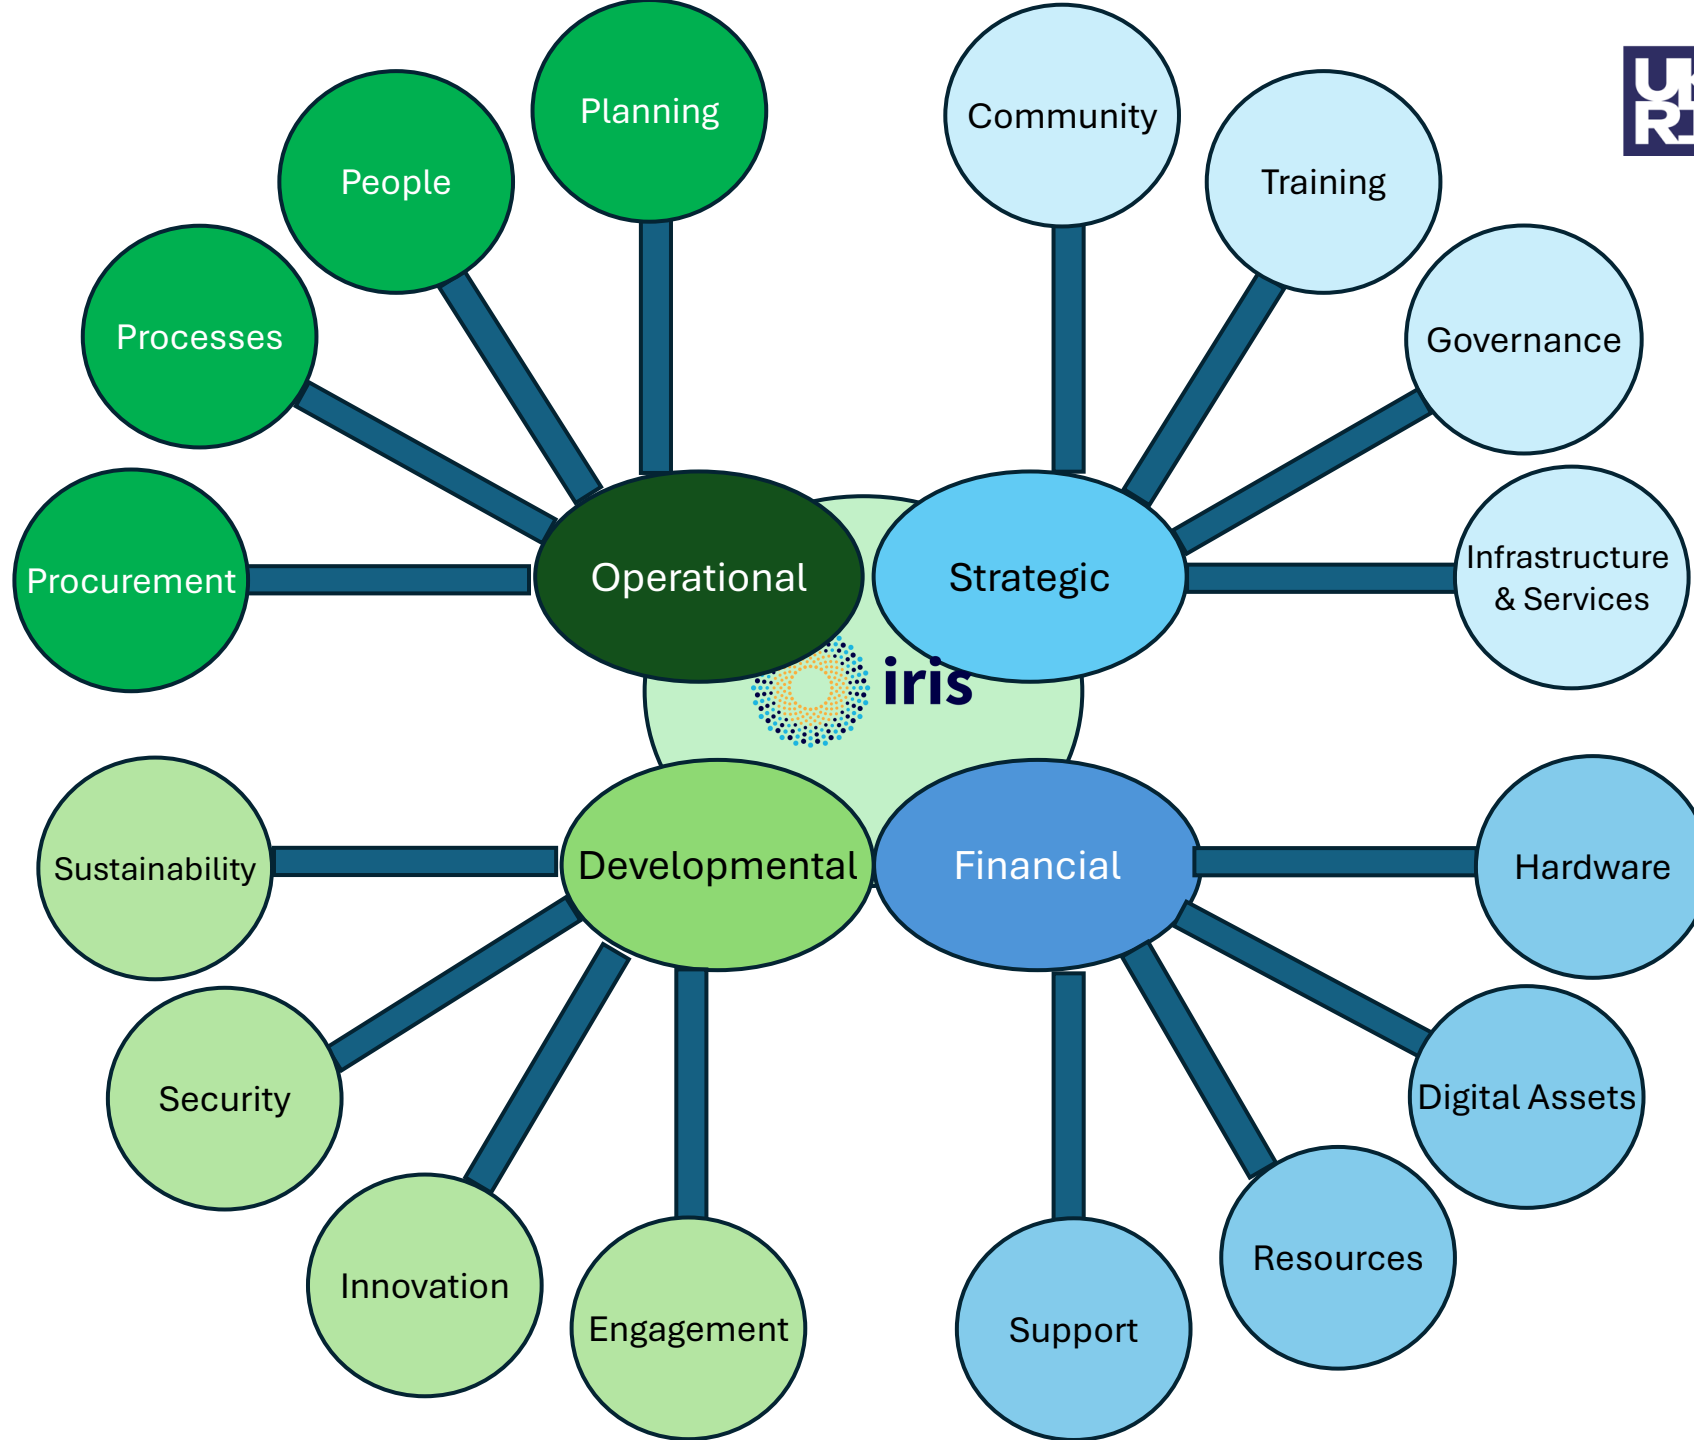 Planning
Community
People
Training
Processes
Governance
Procurement
Operational
Strategic
Infrastructure
& Services
iris
Sustainability
Developmental
Financial
Hardware
Security
Digital Assets
Innovation
Resources
Engagement
Support